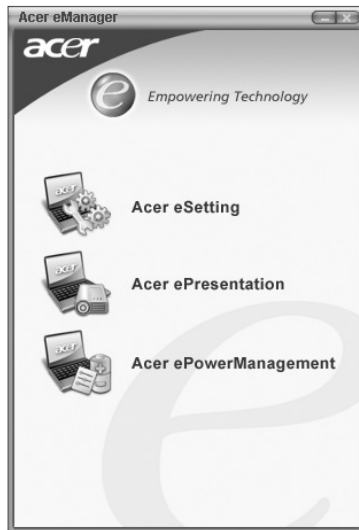 Acer eManager
acer
e Empowering Technology
Acer eSetting
Acer ePresentation
Acer ePowerManagement